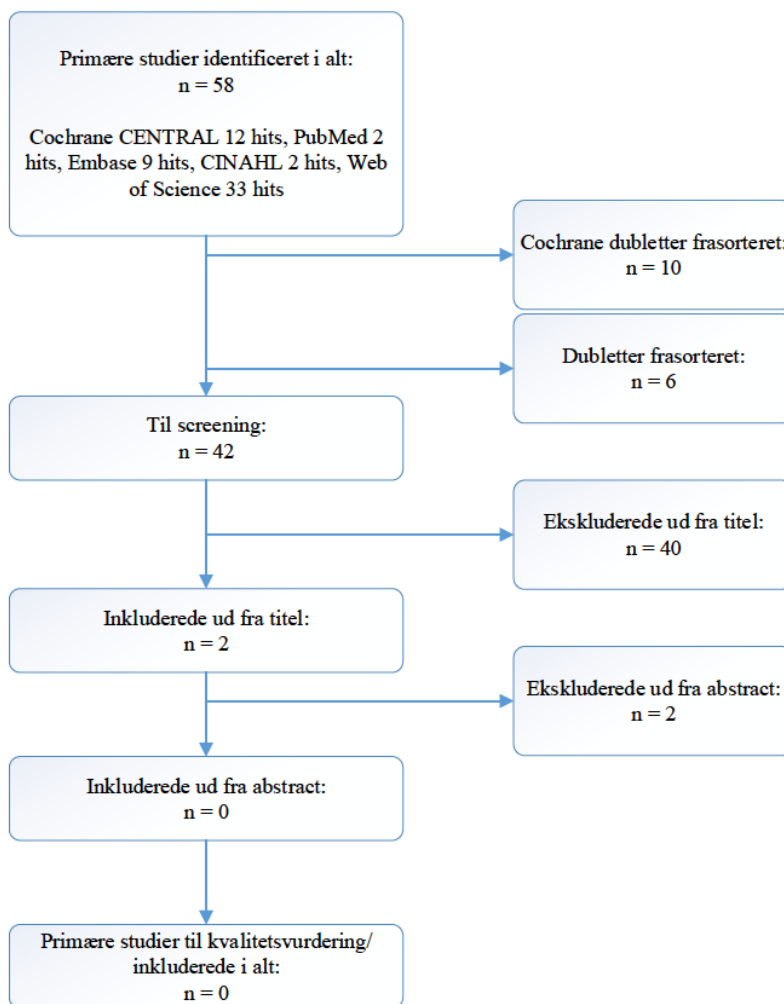 Primære studier identificeret i alt:
n = 58
Cochrane CENTRAL 12 hits, PubMed 2
hits, Embase 9 hits, CINAHL 2 hits, Web
of Science 33 hits
Cochrane dubletter frasorteret:
n = 10
Dubletter frasorteret:
n = 6
Til screening:
n = 42
Ekskluderede ud fra titel:
n = 40
Inkluderede ud fra titel:
n = 2
Ekskluderede ud fra abstract:
n = 2
Inkluderede ud fra abstract:
n = 0
Primære studier til kvalitetsvurdering/
inkluderede i alt:
n = 0